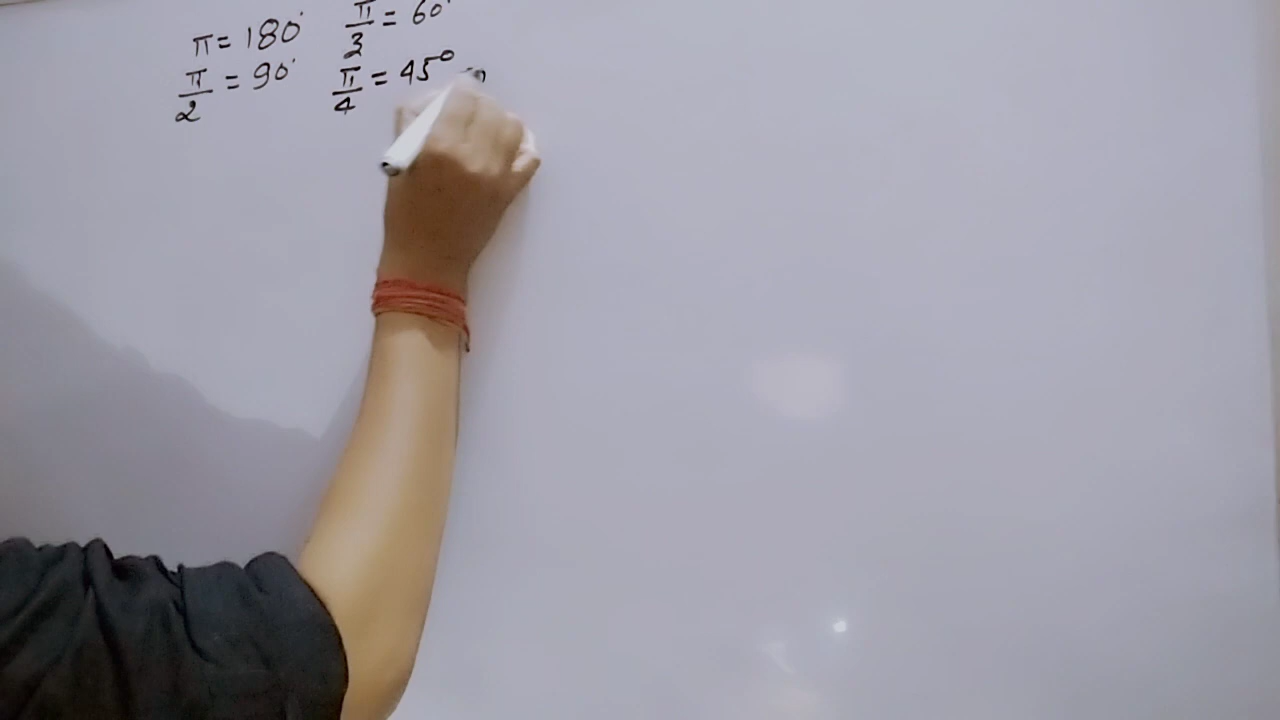 π = 180° π/3 = 60°
π/2 = 90° π/4 = 45°